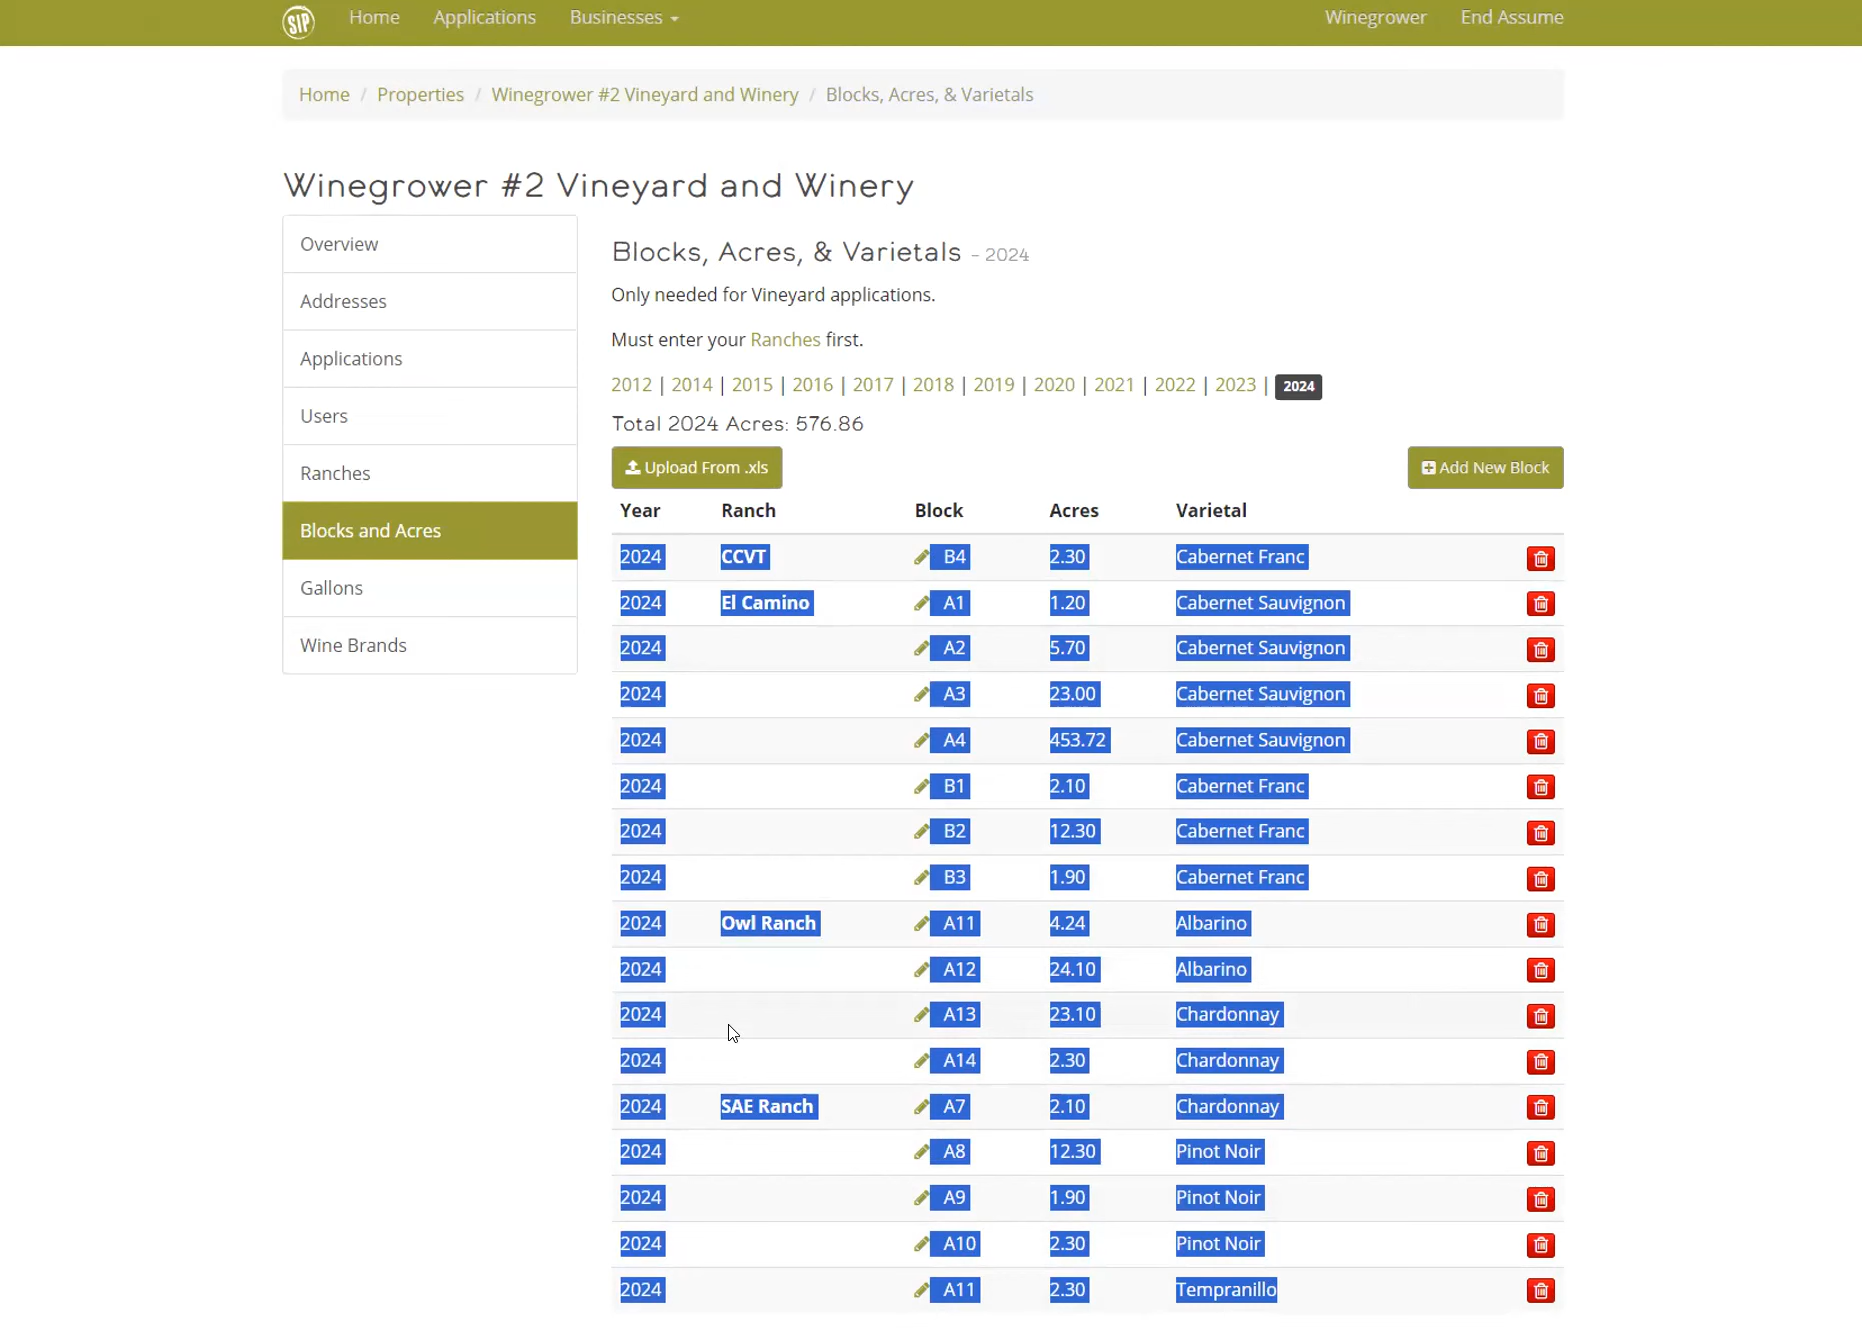 SIP Home Applications Businesses Winegrower End Assume
Home / Properties / Winegrower #2 Vineyard and Winery / Blocks, Acres, & Varietals
Winegrower #2 Vineyard and Winery
Overview
Addresses
Applications
Users
Ranches
Blocks and Acres
Gallons
Wine Brands
Blocks, Acres, & Varietals - 2024
Only needed for Vineyard applications.
Must enter your Ranches first.
2012 | 2014 | 2015 | 2016 | 2017 | 2018 | 2019 | 2020 | 2021 | 2022 | 2023 | 2024
Total 2024 Acres: 576.86
Upload From .xls Add New Block
Year Ranch Block Acres Varietal
2024 CCVT B4 2.30 Cabernet Franc
2024 El Camino A1 1.20 Cabernet Sauvignon
2024 A2 5.70 Cabernet Sauvignon
2024 A3 23.00 Cabernet Sauvignon
2024 A4 453.72 Cabernet Sauvignon
2024 B1 2.10 Cabernet Franc
2024 B2 12.30 Cabernet Franc
2024 B3 1.90 Cabernet Franc
2024 Owl Ranch A11 4.24 Albarino
2024 A12 24.10 Albarino
2024 A13 23.10 Chardonnay
2024 A14 2.30 Chardonnay
2024 SAE Ranch A7 2.10 Chardonnay
2024 A8 12.30 Pinot Noir
2024 A9 1.90 Pinot Noir
2024 A10 2.30 Pinot Noir
2024 A11 2.30 Tempranillo